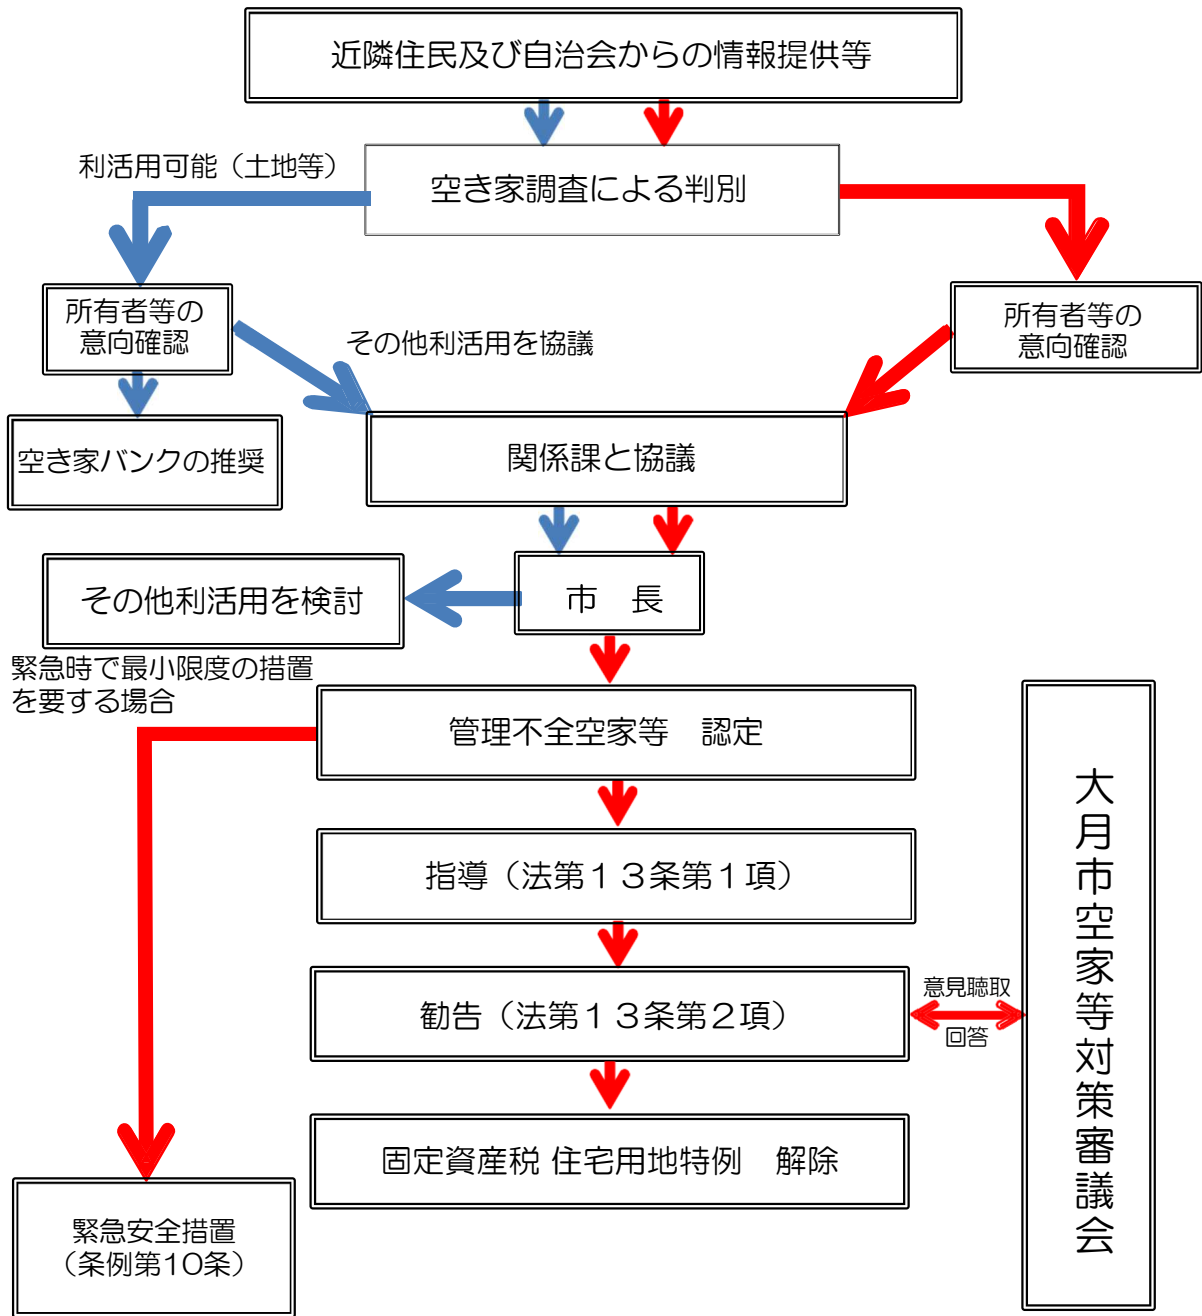 近隣住民及び自治会からの情報提供等
利活用可能（土地等）
空き家調査による判別
所有者等の
意向確認
その他利活用を協議
所有者等の
意向確認
空き家バンクの推奨
関係課と協議
その他利活用を検討
市　長
緊急時で最小限度の措置
を要する場合
管理不全空家等　認定
指導（法第１３条第１項）
勧告（法第１３条第２項）
意見聴取
回答
大月市空家等対策審議会
固定資産税 住宅用地特例　解除
緊急安全措置
（条例第10条）